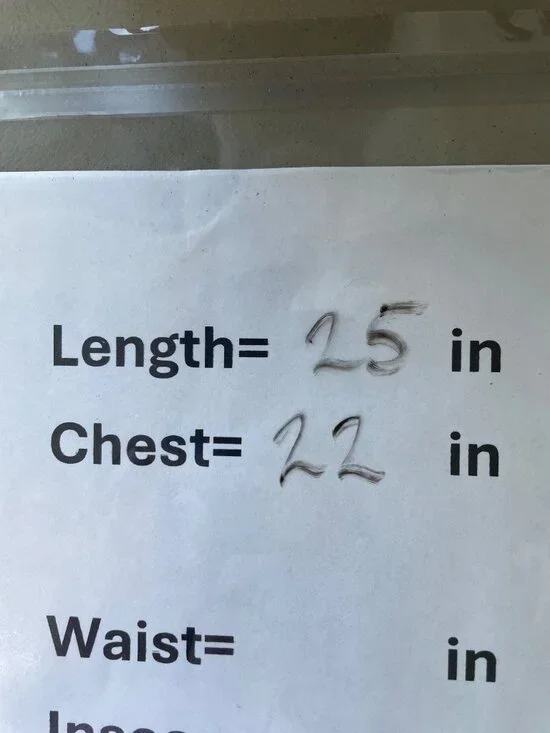 Length= 25 in
Chest= 22 in
Waist= in